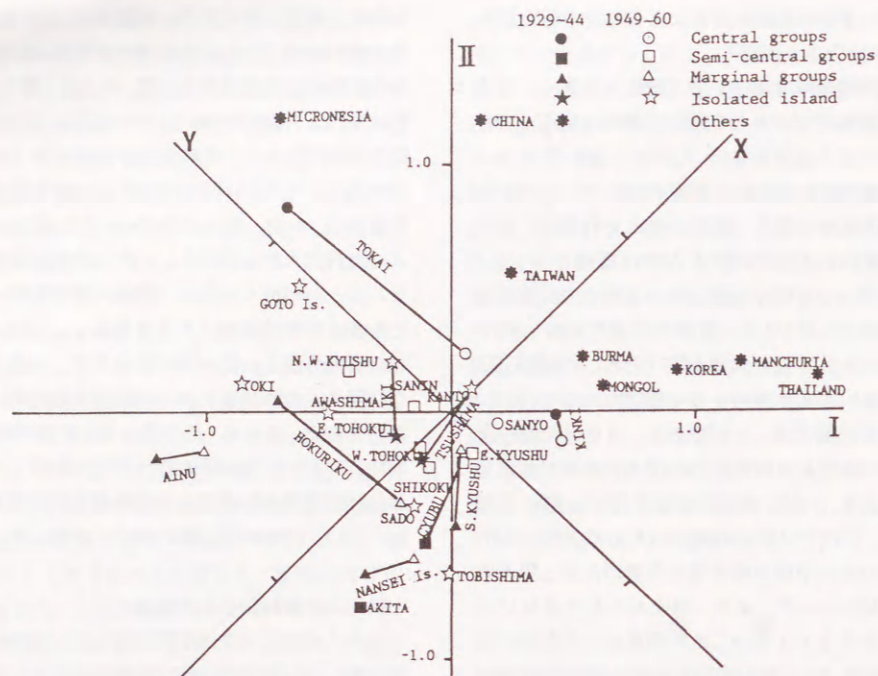 1929-44 1949-60
Central groups
Semi-central groups
Marginal groups
Isolated island
Others
II
MICRONESIA
CHINA
Y
X
1.0
TOKAI
TAIWAN
GOTO Is.
N.W.KYUSHU
BURMA
KOREA
MANCHURIA
SANIN
OKI
MONGOL
THAILAND
KANTO
AWASHIMA
KINKI
-1.0
SANYO
1.0
I
E.TOHOKU
TSUSHIMA
W.TOHOKU
E.KYUSHU
HOKURIKU
AINU
SHIKOKU
S.KYUSHU
SADO
CYUBU
NANSEI-Is.
TOBISHIMA
AKITA
-1.0